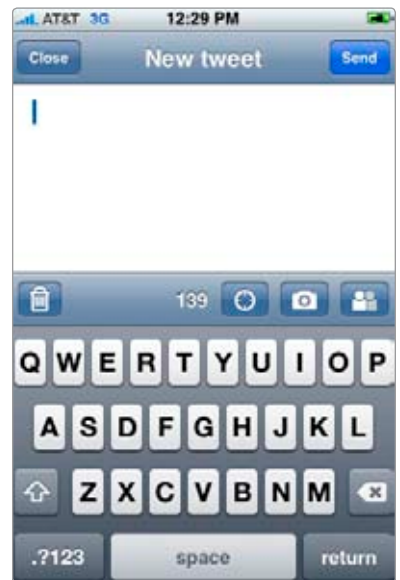 AT&T 3G 12:29 PM
Close New tweet Send
139
Q W E R T Y U I O P
A S D F G H J K L
Z X C V B N M
.?123 space return